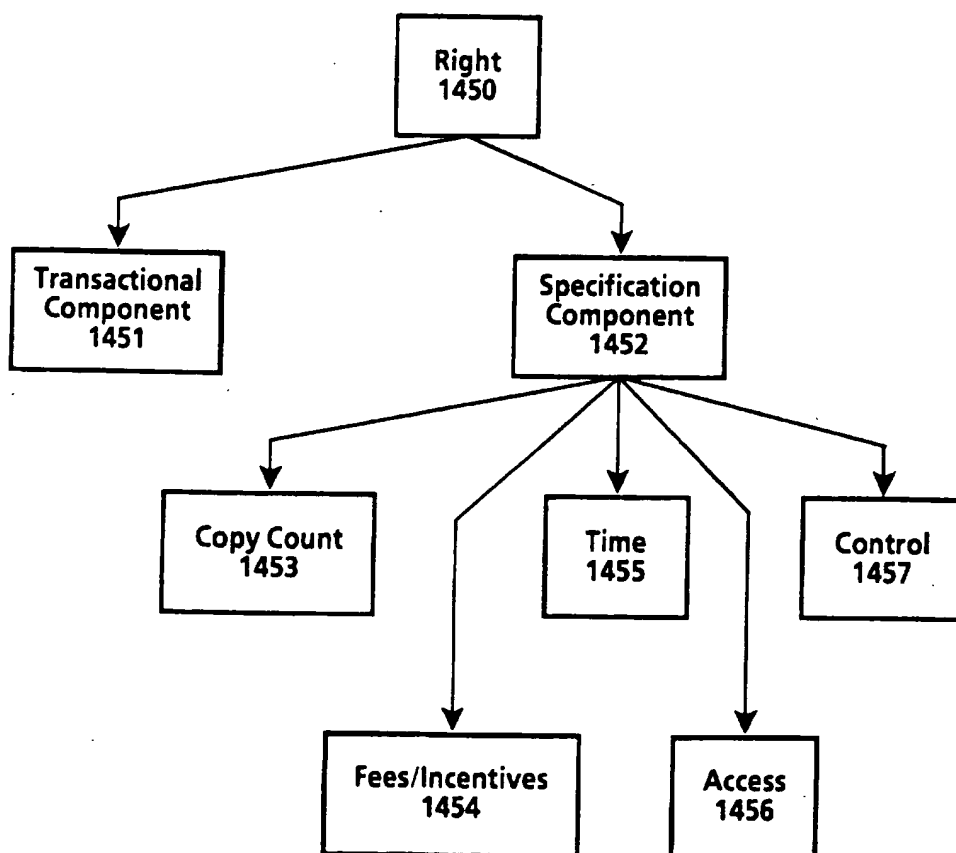 Right
1450
Transactional
Component
1451
Specification
Component
1452
Copy Count
1453
Time
1455
Control
1457
Fees/Incentives
1454
Access
1456